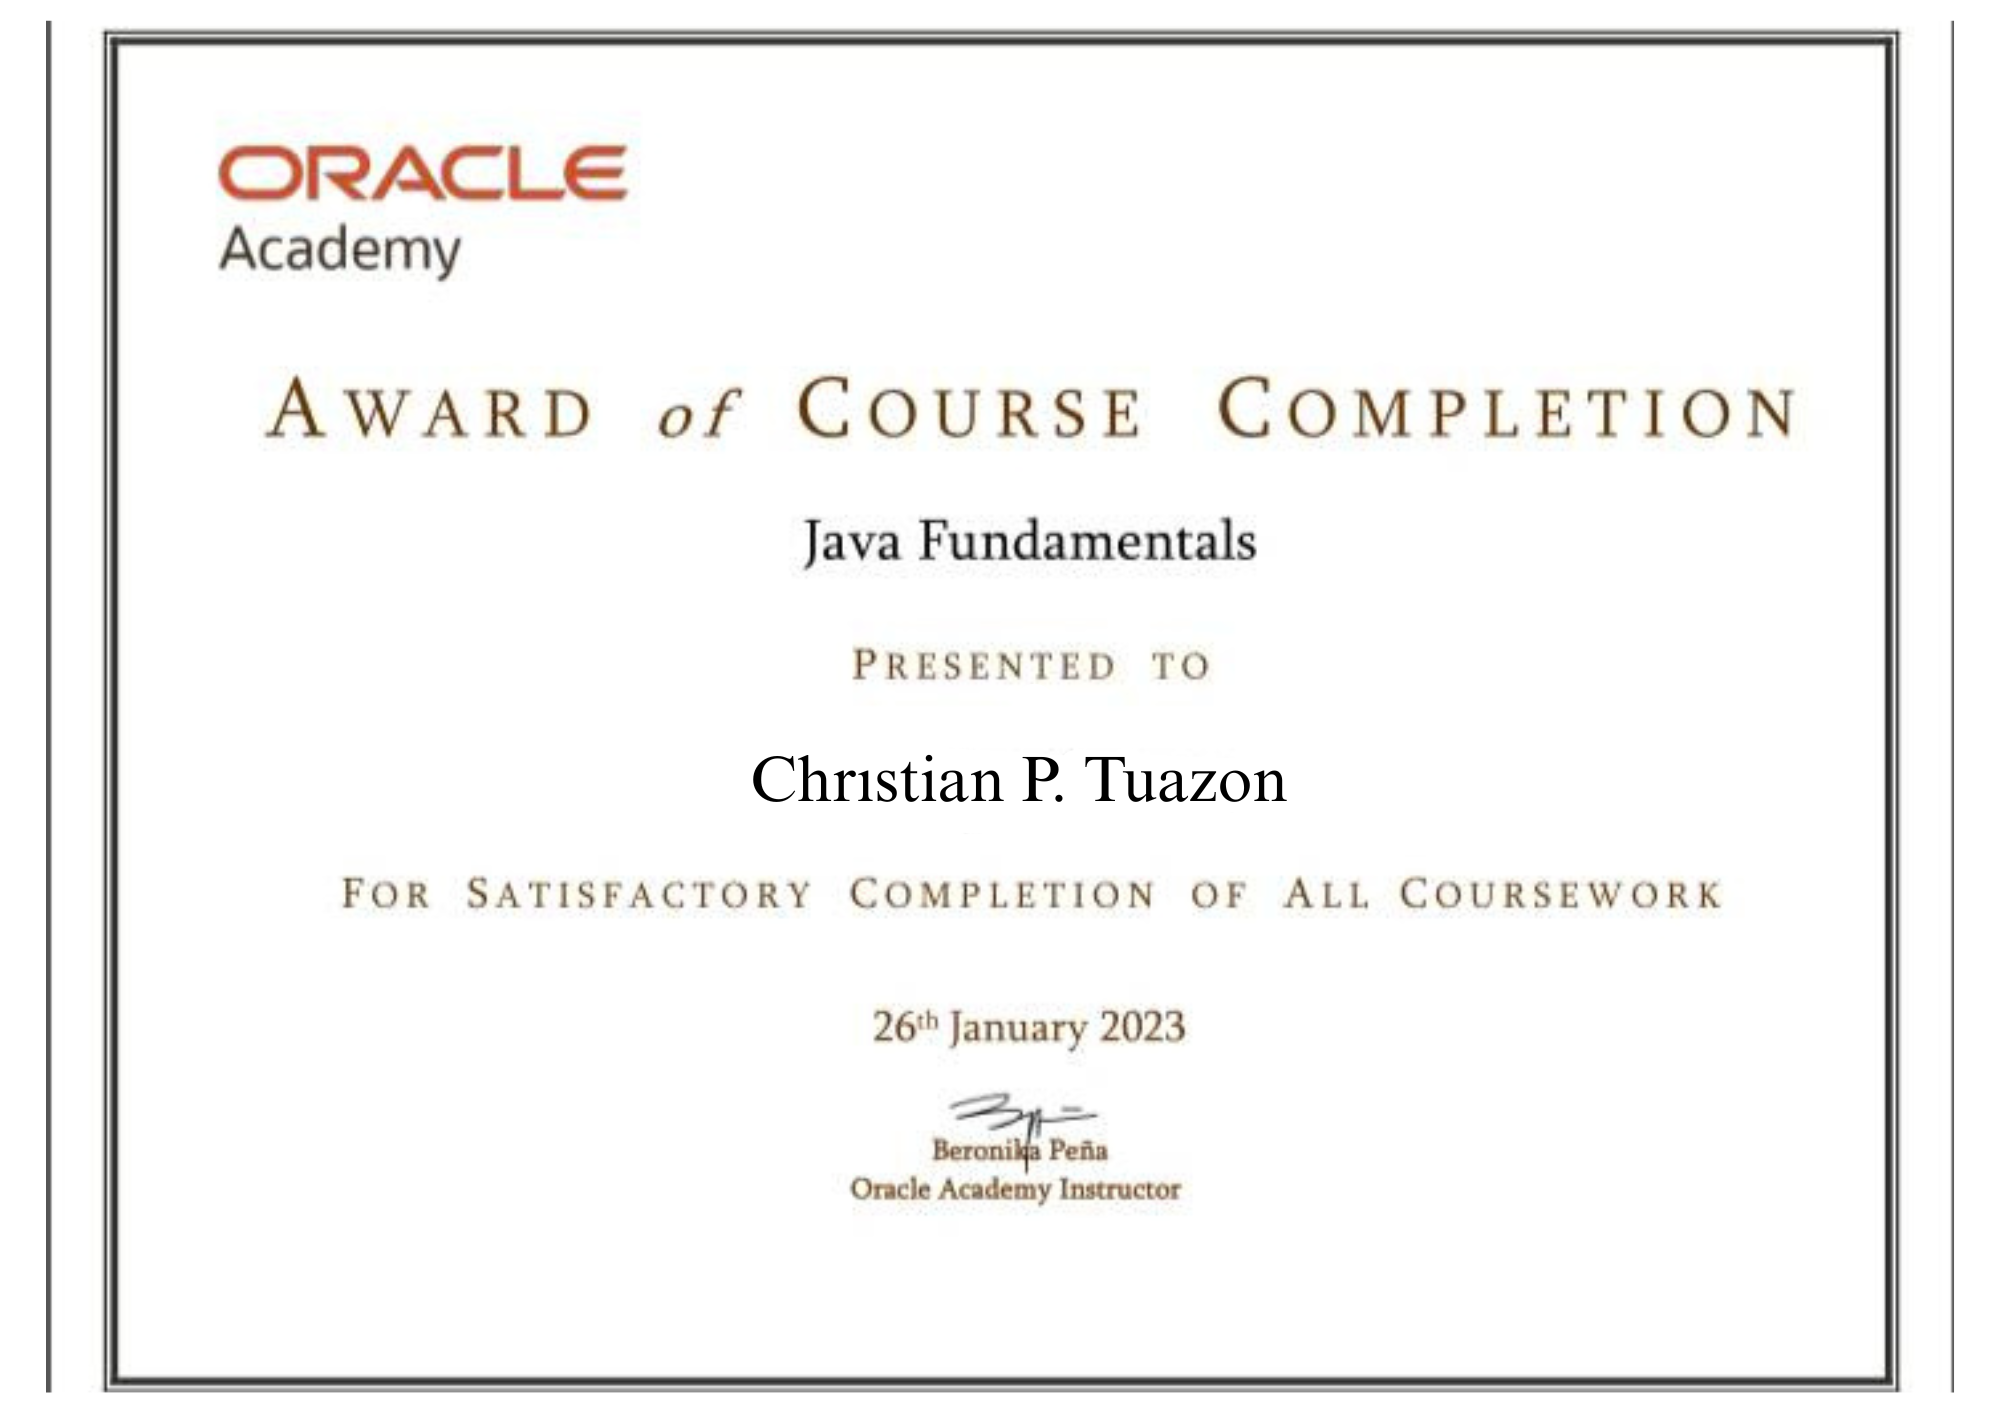 ORACLE
Academy
AWARD of COURSE COMPLETION
Java Fundamentals
PRESENTED TO
Chrıstian P. Tuazon
FOR SATISFACTORY COMPLETION OF ALL COURSEWORK
26th January 2023
Beronika Peña
Oracle Academy Instructor